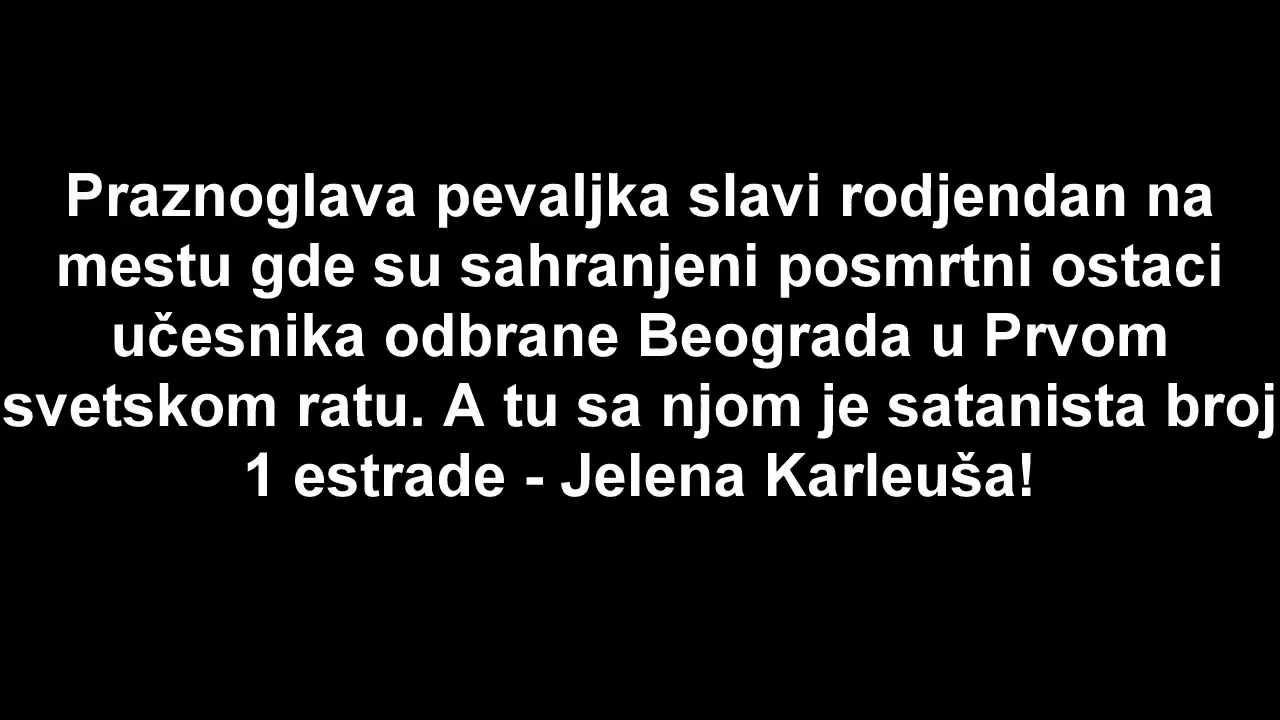 Praznoglava pevaljka slavi rodjendan na
mestu gde su sahranjeni posmrtni ostaci
učesnika odbrane Beograda u Prvom
svetskom ratu. A tu sa njom je satanista broj
1 estrade - Jelena Karleuša!